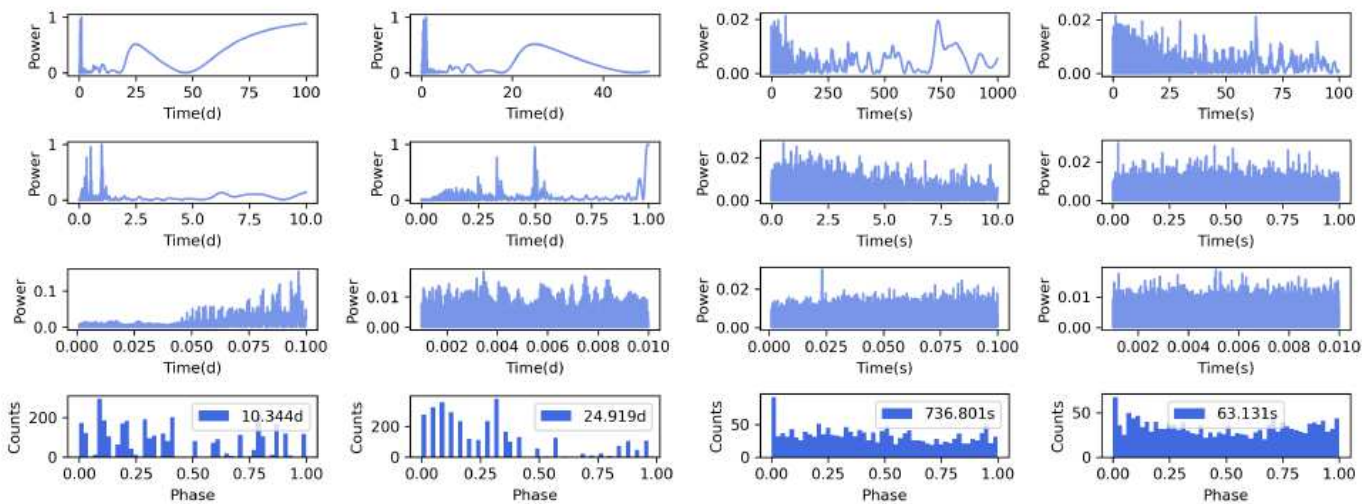 Power 1 0 0 25 50 75 100 Time(d)
Power 1 0 0 20 40 Time(d)
Power 0.02 0.00 0 250 500 750 1000 Time(s)
Power 0.02 0.00 0 25 50 75 100 Time(s)
Power 1 0 0.0 2.5 5.0 7.5 10.0 Time(d)
Power 1 0 0.00 0.25 0.50 0.75 1.00 Time(d)
Power 0.02 0.00 0.0 2.5 5.0 7.5 10.0 Time(s)
Power 0.02 0.00 0.00 0.25 0.50 0.75 1.00 Time(s)
Power 0.1 0.0 0.000 0.025 0.050 0.075 0.100 Time(d)
Power 0.01 0.00 0.002 0.004 0.006 0.008 0.010 Time(d)
Power 0.02 0.00 0.000 0.025 0.050 0.075 0.100 Time(s)
Power 0.01 0.00 0.002 0.004 0.006 0.008 0.010 Time(s)
Counts 200 0 10.344d 0.00 0.25 0.50 0.75 1.00 Phase
Counts 200 0 24.919d 0.00 0.25 0.50 0.75 1.00 Phase
Counts 50 0 736.801s 0.00 0.25 0.50 0.75 1.00 Phase
Counts 50 0 63.131s 0.00 0.25 0.50 0.75 1.00 Phase